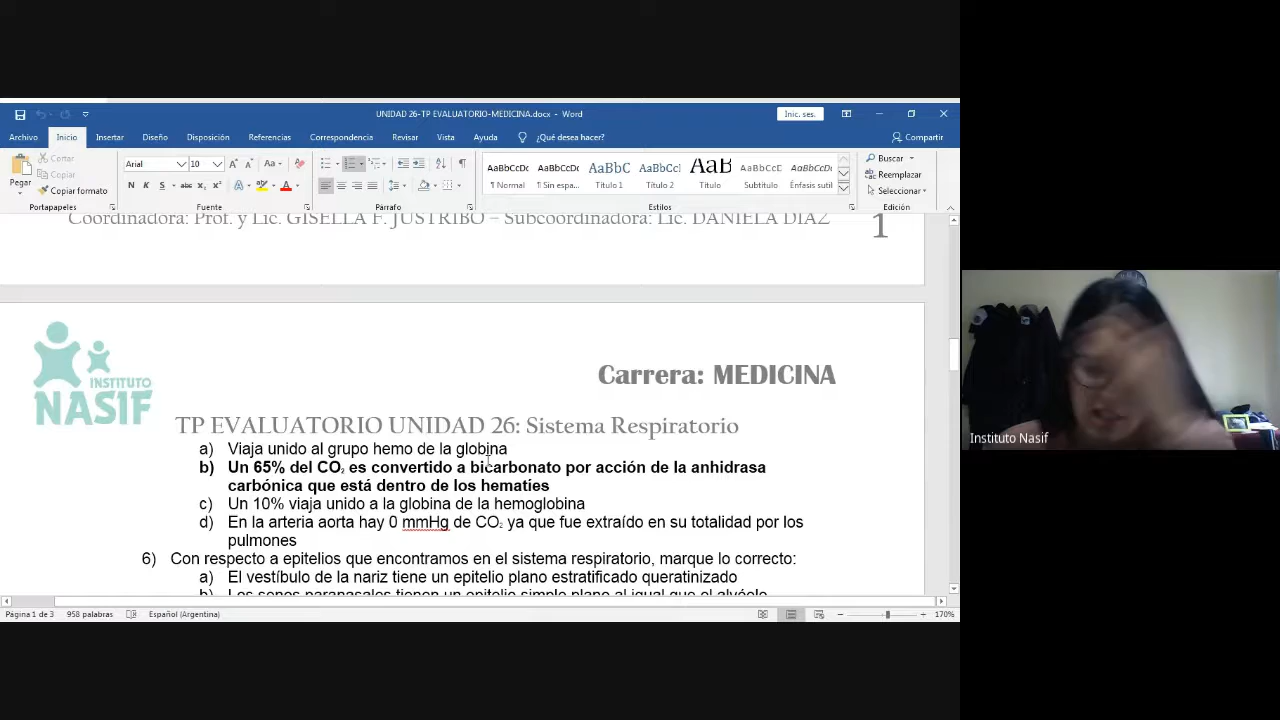 UNIDAD 26-TP EVALUATORIO-MEDICINA.docx - Word
Inic. ses.
Archivo Inicio Insertar Diseño Disposición Referencias Correspondencia Revisar Vista Ayuda ¿Qué desea hacer? Compartir
Pegar
Cortar
Copiar
Copiar formato
Portapapeles
Arial 10
N K S abc x₂ x² A A
Fuente
Párrafo
AaBbCcDc AaBbCcDc AaBbC AaBbCcI AaB AaBbCcD AaBbCcDc
¶ Normal ¶ Sin espa... Título 1 Título 2 Título Subtítulo Énfasis sutil
Estilos
Buscar
Reemplazar
Seleccionar
Edición
Coordinadora: Prof. y Lic. GISELLA F. JUSTRIBO – Subcoordinadora: Lic. DANIELA DIAZ 1
INSTITUTO
NASIF
Carrera: MEDICINA
TP EVALUATORIO UNIDAD 26: Sistema Respiratorio
a) Viaja unido al grupo hemo de la globina
b) Un 65% del CO₂ es convertido a bicarbonato por acción de la anhidrasa
carbónica que está dentro de los hematíes
c) Un 10% viaja unido a la globina de la hemoglobina
d) En la arteria aorta hay 0 mmHg de CO₂ ya que fue extraído en su totalidad por los
pulmones
6) Con respecto a epitelios que encontramos en el sistema respiratorio, marque lo correcto:
a) El vestíbulo de la nariz tiene un epitelio plano estratificado queratinizado
b) Los senos paranasales tienen un epitelio simple plano al igual que el alvéolo
Página 1 de 3 958 palabras Español (Argentina) 170%
Instituto Nasif